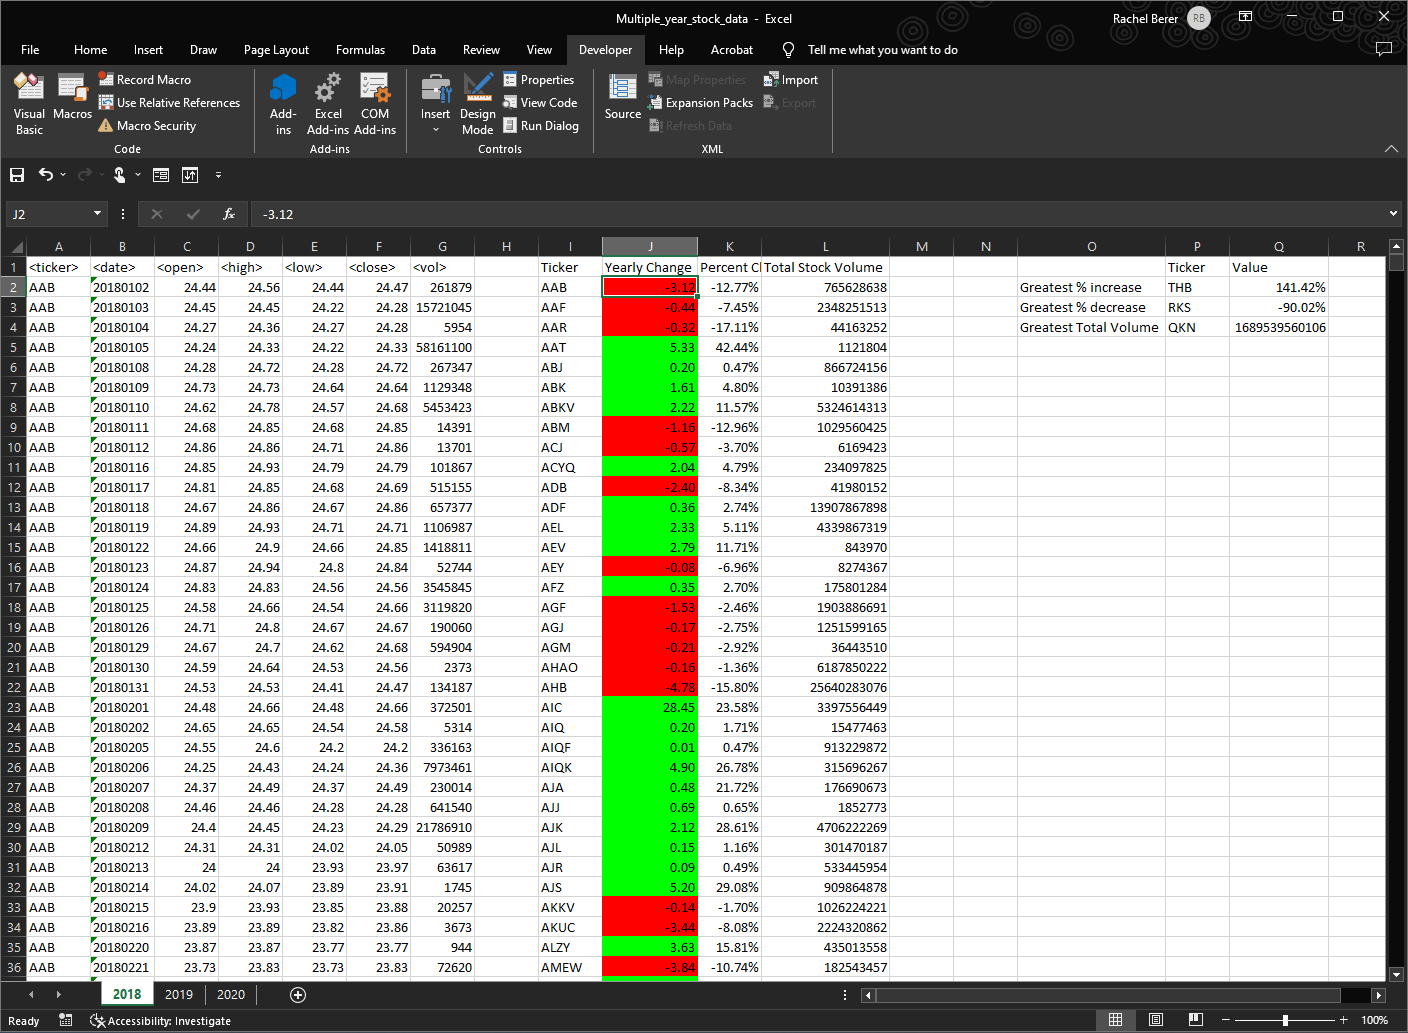 Multiple_year_stock_data - Excel
Rachel Berer RB
File Home Insert Draw Page Layout Formulas Data Review View Developer Help Acrobat Tell me what you want to do
Visual Basic
Macros
Record Macro
Use Relative References
Macro Security
Code
Add-ins
Excel Add-ins
COM Add-ins
Add-ins
Insert
Design Mode
Properties
View Code
Run Dialog
Controls
Source
Map Properties
Expansion Packs
Refresh Data
Import
Export
XML
J2 fx -3.12
A B C D E F G H I J K L M N O P Q R
1 <ticker> <date> <open> <high> <low> <close> <vol> Ticker Yearly Change Percent Cl Total Stock Volume Ticker Value
2 AAB 20180102 24.44 24.56 24.44 24.47 261879 AAB -3.12 -12.77% 765628638 Greatest % increase THB 141.42%
3 AAB 20180103 24.45 24.45 24.22 24.28 15721045 AAF -0.44 -7.45% 2348251513 Greatest % decrease RKS -90.02%
4 AAB 20180104 24.27 24.36 24.27 24.28 5954 AAR -0.32 -17.11% 44163252 Greatest Total Volume QKN 1689539560106
5 AAB 20180105 24.24 24.33 24.22 24.33 58161100 AAT 5.33 42.44% 1121804
6 AAB 20180108 24.28 24.72 24.28 24.72 267347 ABJ 0.20 0.47% 866724156
7 AAB 20180109 24.73 24.73 24.64 24.64 1129348 ABK 1.61 4.80% 10391386
8 AAB 20180110 24.62 24.78 24.57 24.68 5453423 ABKV 2.22 11.57% 5324614313
9 AAB 20180111 24.68 24.85 24.68 24.85 14391 ABM -1.16 -12.96% 1029560425
10 AAB 20180112 24.86 24.86 24.71 24.86 13701 ACJ -0.57 -3.70% 6169423
11 AAB 20180116 24.85 24.93 24.79 24.79 101867 ACYQ 2.04 4.79% 234097825
12 AAB 20180117 24.81 24.85 24.68 24.69 515155 ADB -2.40 -8.34% 41980152
13 AAB 20180118 24.67 24.86 24.67 24.86 657377 ADF 0.36 2.74% 13907867898
14 AAB 20180119 24.89 24.93 24.71 24.71 1106987 AEL 2.33 5.11% 4339867319
15 AAB 20180122 24.66 24.9 24.66 24.85 1418811 AEV 2.79 11.71% 843970
16 AAB 20180123 24.87 24.94 24.8 24.84 52744 AEY -0.08 -6.96% 8274367
17 AAB 20180124 24.83 24.83 24.56 24.56 3545845 AFZ 0.35 2.70% 175801284
18 AAB 20180125 24.58 24.66 24.54 24.66 3119820 AGF -1.53 -2.46% 1903886691
19 AAB 20180126 24.71 24.8 24.67 24.67 190060 AGJ -0.17 -2.75% 1251599165
20 AAB 20180129 24.67 24.7 24.62 24.68 594904 AGM -0.21 -2.92% 36443510
21 AAB 20180130 24.59 24.64 24.53 24.56 2373 AHAO -0.16 -1.36% 6187850222
22 AAB 20180131 24.53 24.53 24.41 24.47 134187 AHB -4.78 -15.80% 25640283076
23 AAB 20180201 24.48 24.66 24.48 24.66 372501 AIC 28.45 23.58% 3397556449
24 AAB 20180202 24.65 24.65 24.54 24.58 5314 AIQ 0.20 1.71% 15477463
25 AAB 20180205 24.55 24.6 24.2 24.2 336163 AIQF 0.01 0.47% 913229872
26 AAB 20180206 24.25 24.43 24.24 24.36 7973461 AIQK 4.90 26.78% 315696267
27 AAB 20180207 24.37 24.49 24.37 24.49 230014 AJA 0.48 21.72% 176690673
28 AAB 20180208 24.46 24.46 24.28 24.28 641540 AJJ 0.69 0.65% 1852773
29 AAB 20180209 24.4 24.45 24.23 24.29 21786910 AJK 2.12 28.61% 4706222269
30 AAB 20180212 24.31 24.31 24.02 24.05 50989 AJL 0.15 1.16% 301470187
31 AAB 20180213 24 24 23.93 23.97 63617 AJR 0.09 0.49% 533445954
32 AAB 20180214 24.02 24.07 23.89 23.91 1745 AJS 5.20 29.08% 909864878
33 AAB 20180215 23.9 23.93 23.85 23.88 20257 AKKV -0.14 -1.70% 1026224221
34 AAB 20180216 23.89 23.89 23.82 23.86 3673 AKUC -3.44 -8.08% 2224320862
35 AAB 20180220 23.87 23.87 23.77 23.77 944 ALZY 3.63 15.81% 435013558
36 AAB 20180221 23.73 23.83 23.73 23.83 72620 AMEW -3.84 -10.74% 182543457
2018 2019 2020
Ready Accessibility: Investigate 100%